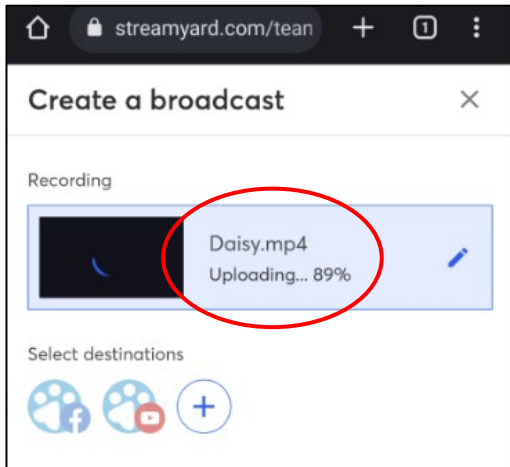 streamyard.com/tean
1
Create a broadcast
Recording
Daisy.mp4
Uploading... 89%
Select destinations